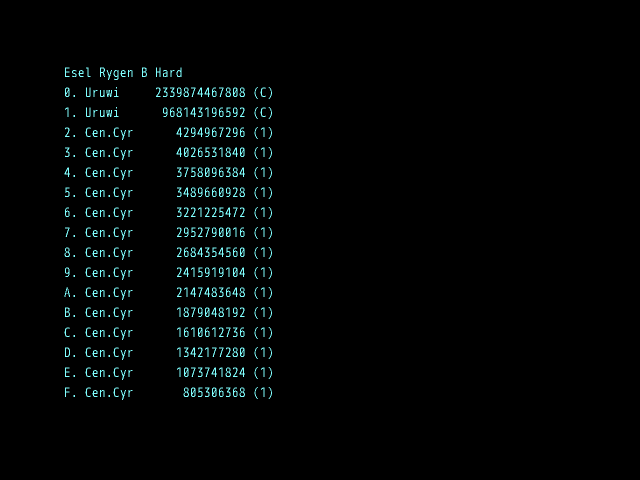 Esel Rygen B Hard
0. Uruwi 2339874467808 (C)
1. Uruwi 968143196592 (C)
2. Cen.Cyr 4294967296 (1)
3. Cen.Cyr 4026531840 (1)
4. Cen.Cyr 3758096384 (1)
5. Cen.Cyr 3489660928 (1)
6. Cen.Cyr 3221225472 (1)
7. Cen.Cyr 2952790016 (1)
8. Cen.Cyr 2684354560 (1)
9. Cen.Cyr 2415919104 (1)
A. Cen.Cyr 2147483648 (1)
B. Cen.Cyr 1879048192 (1)
C. Cen.Cyr 1610612736 (1)
D. Cen.Cyr 1342177280 (1)
E. Cen.Cyr 1073741824 (1)
F. Cen.Cyr 805306368 (1)